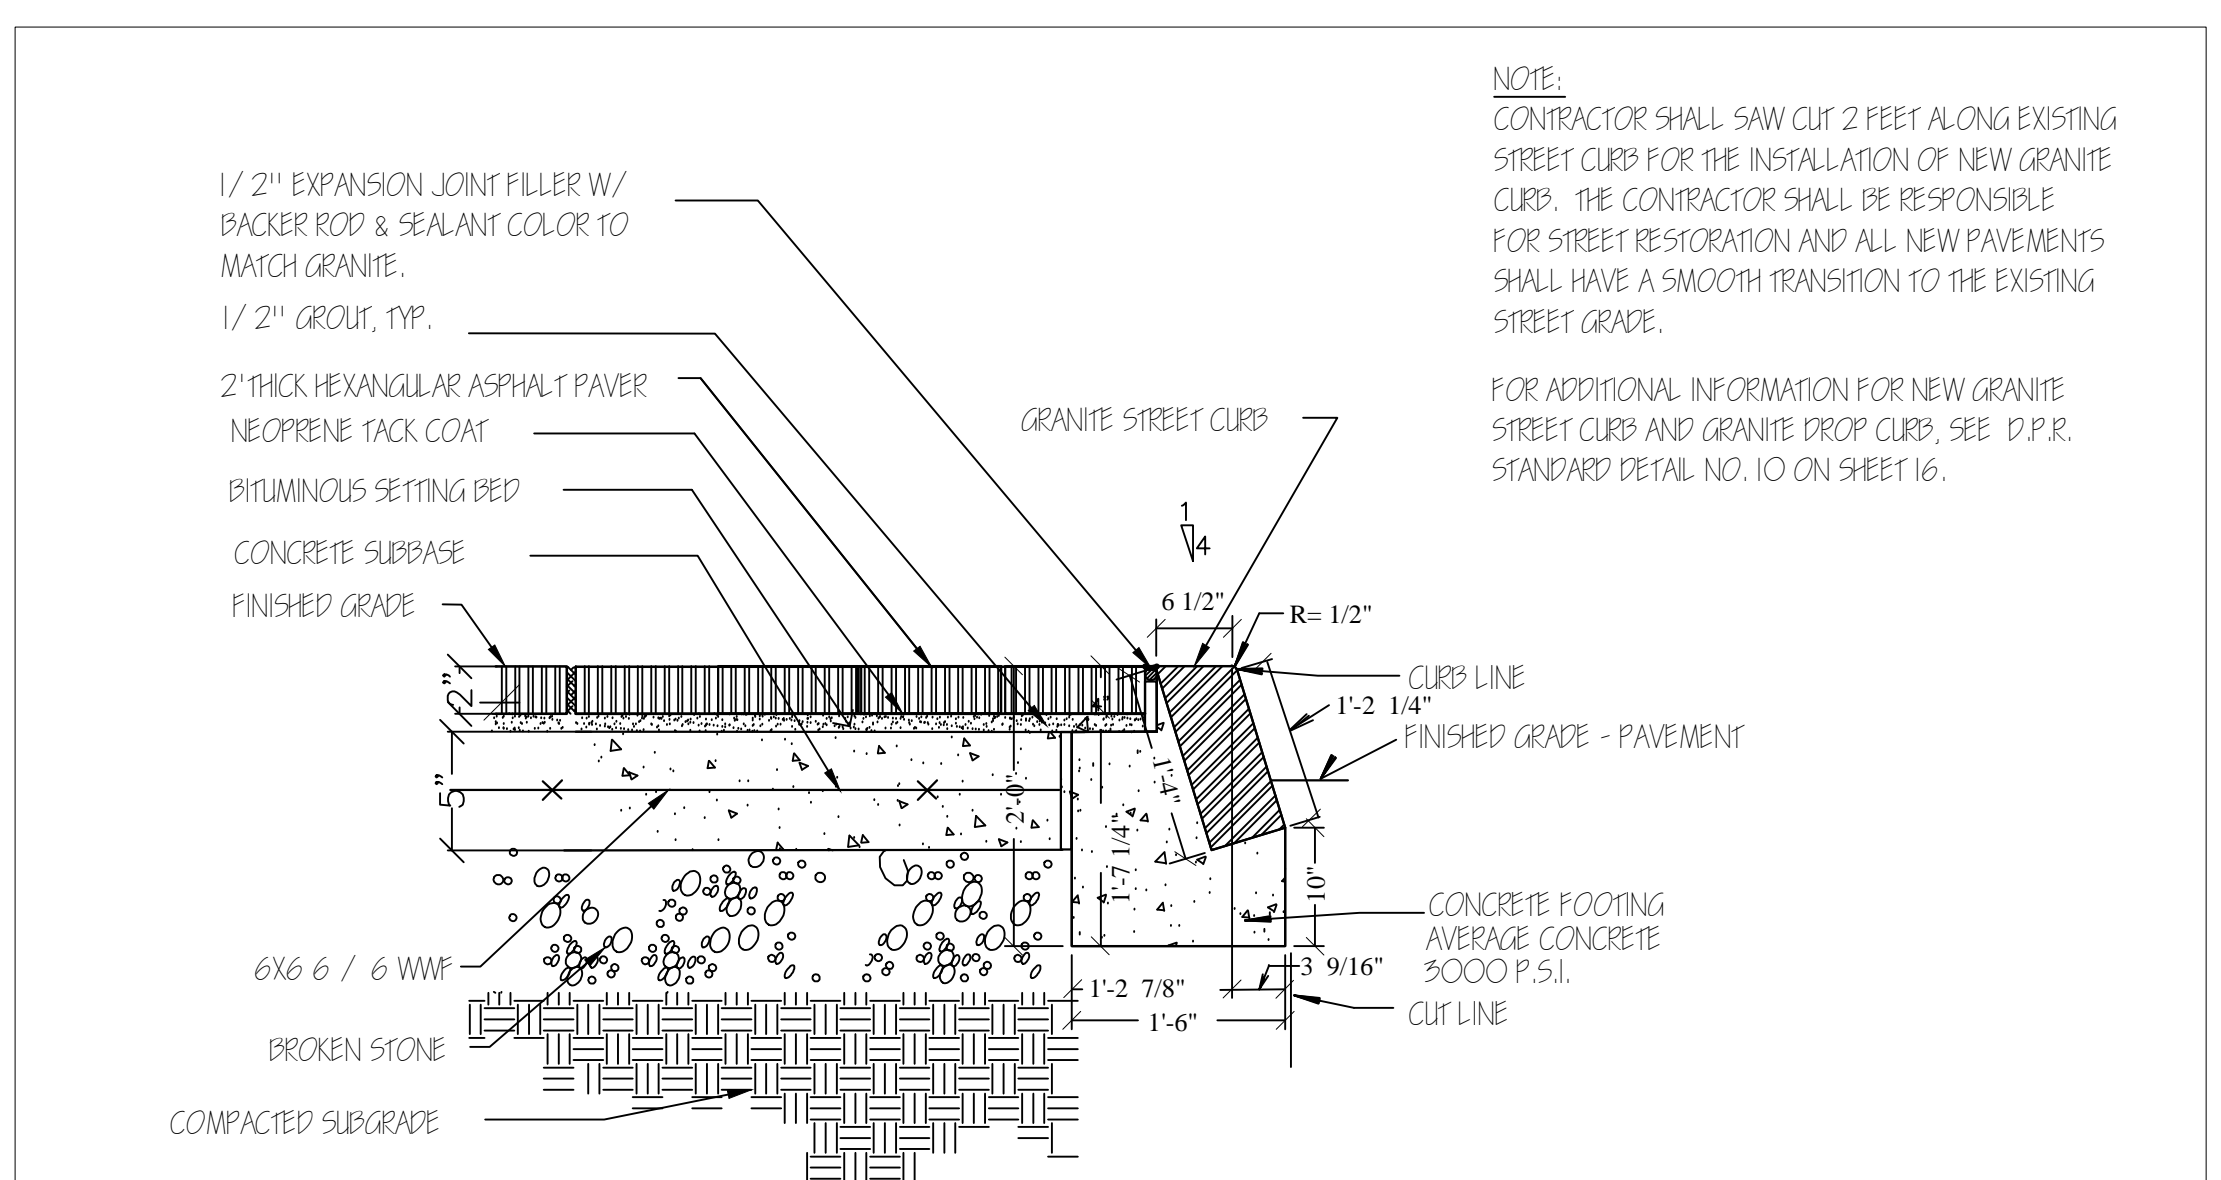 NOTE:
CONTRACTOR SHALL SAW CUT 2 FEET ALONG EXISTING
STREET CURB FOR THE INSTALLATION OF NEW GRANITE
CURB. THE CONTRACTOR SHALL BE RESPONSIBLE
FOR STREET RESTORATION AND ALL NEW PAVEMENTS
SHALL HAVE A SMOOTH TRANSITION TO THE EXISTING
STREET GRADE.
FOR ADDITIONAL INFORMATION FOR NEW GRANITE
STREET CURB AND GRANITE DROP CURB, SEE D.P.R.
STANDARD DETAIL NO. 10 ON SHEET 16.
1/ 2" EXPANSION JOINT FILLER W/
BACKER ROD & SEALANT COLOR TO
MATCH GRANITE.
1/ 2" GROUT, TYP.
2'THICK HEXANGULAR ASPHALT PAVER
NEOPRENE TACK COAT
BITUMINOUS SETTING BED
CONCRETE SUBBASE
FINISHED GRADE
GRANITE STREET CURB
1
4
6 1/2"
R= 1/2"
CURB LINE
1'-2 1/4"
FINISHED GRADE - PAVEMENT
2"
4"
5"
1'-4"
2'-0"
1'-7 1/4"
10"
CONCRETE FOOTING
AVERAGE CONCRETE
3000 P.S.I.
6X6 6 / 6 WWF
3 9/16"
1'-2 7/8"
CUT LINE
1'-6"
BROKEN STONE
COMPACTED SUBGRADE